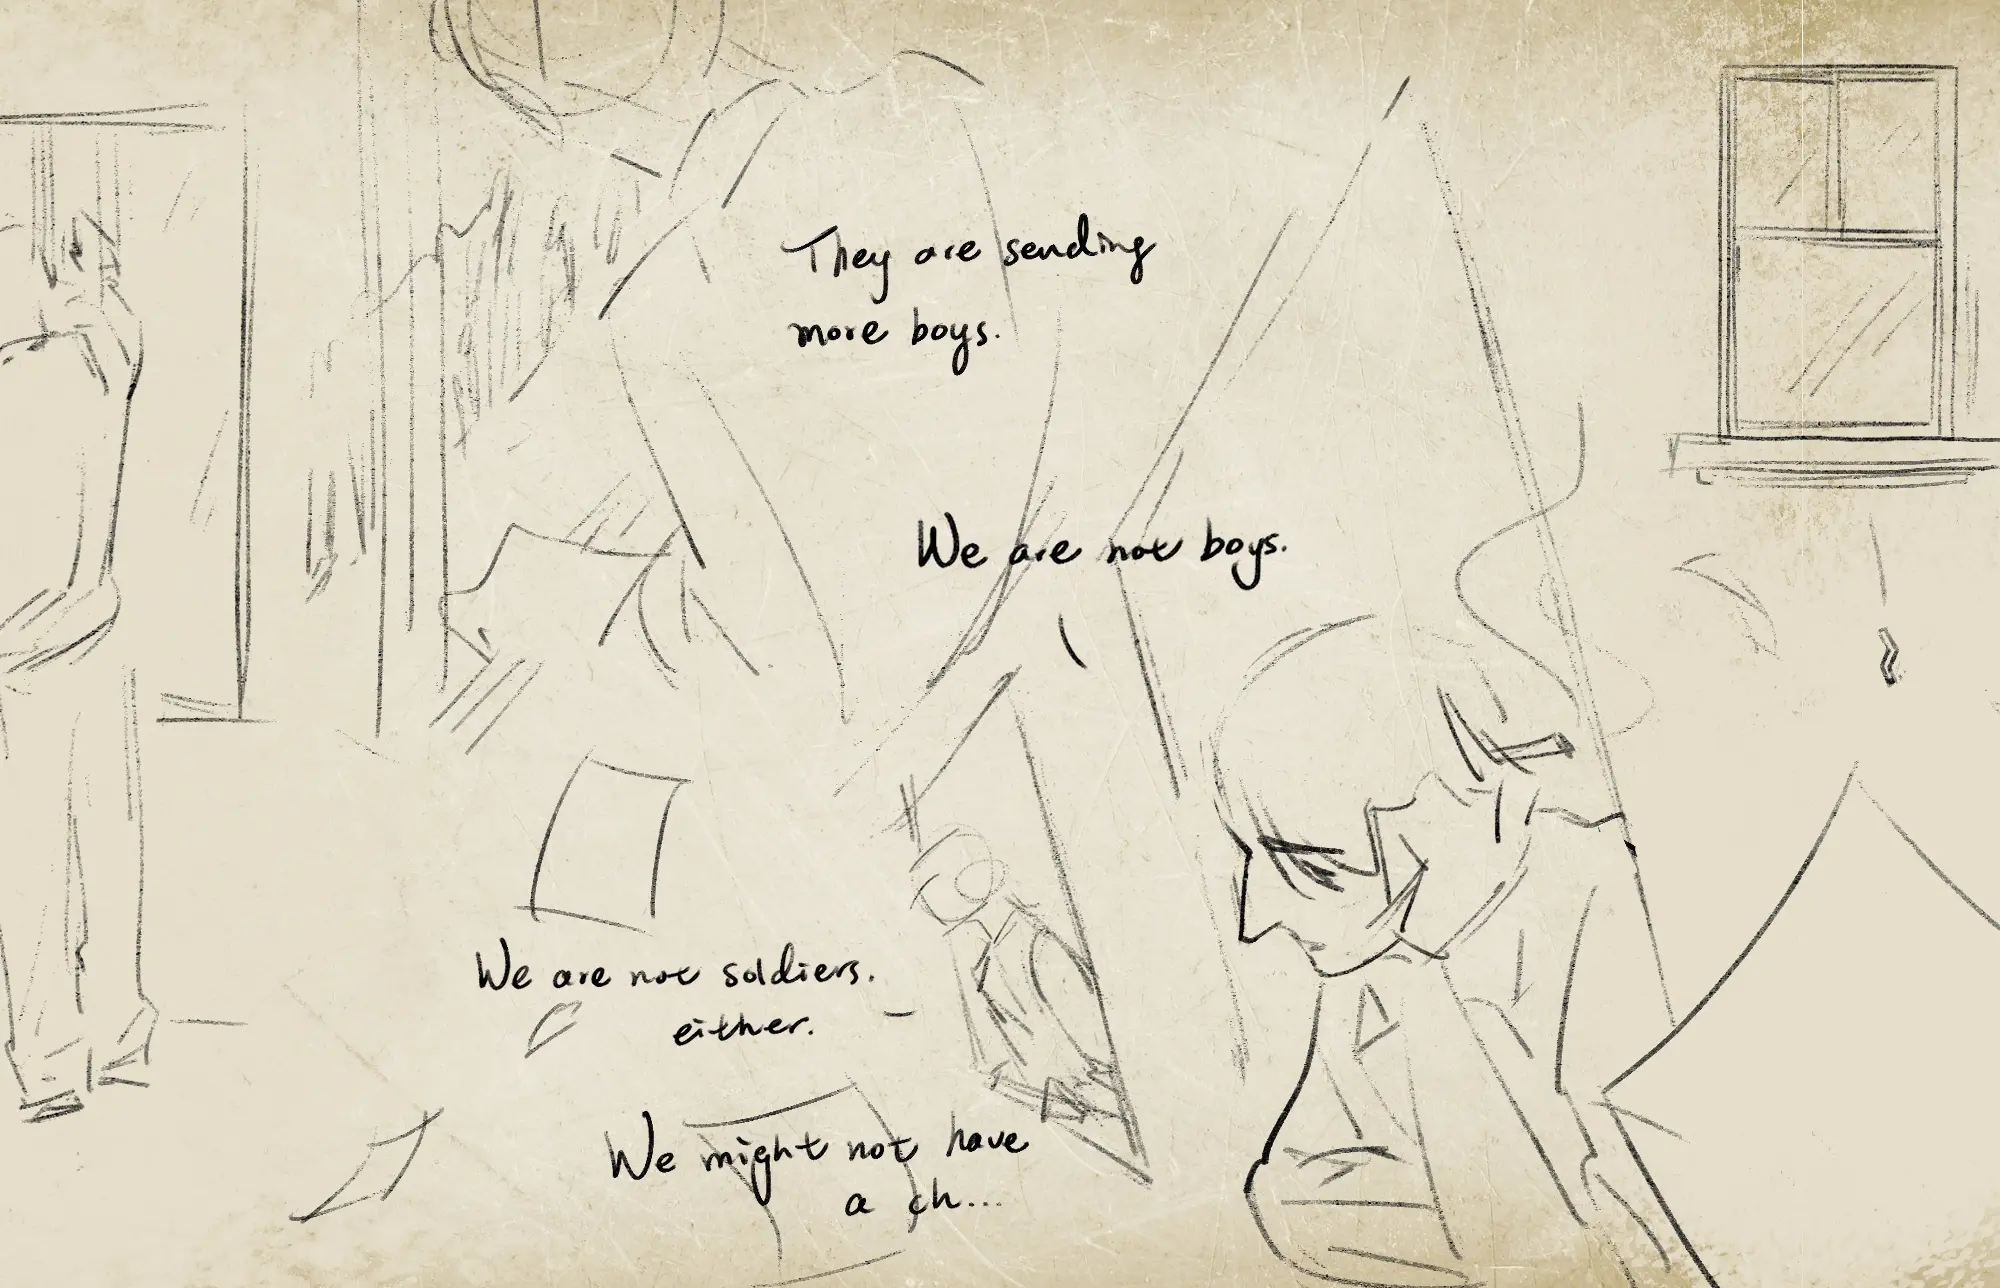 They are sending
more boys.
We are not boys.
We are not soldiers.
either.
We might not have
a ch...